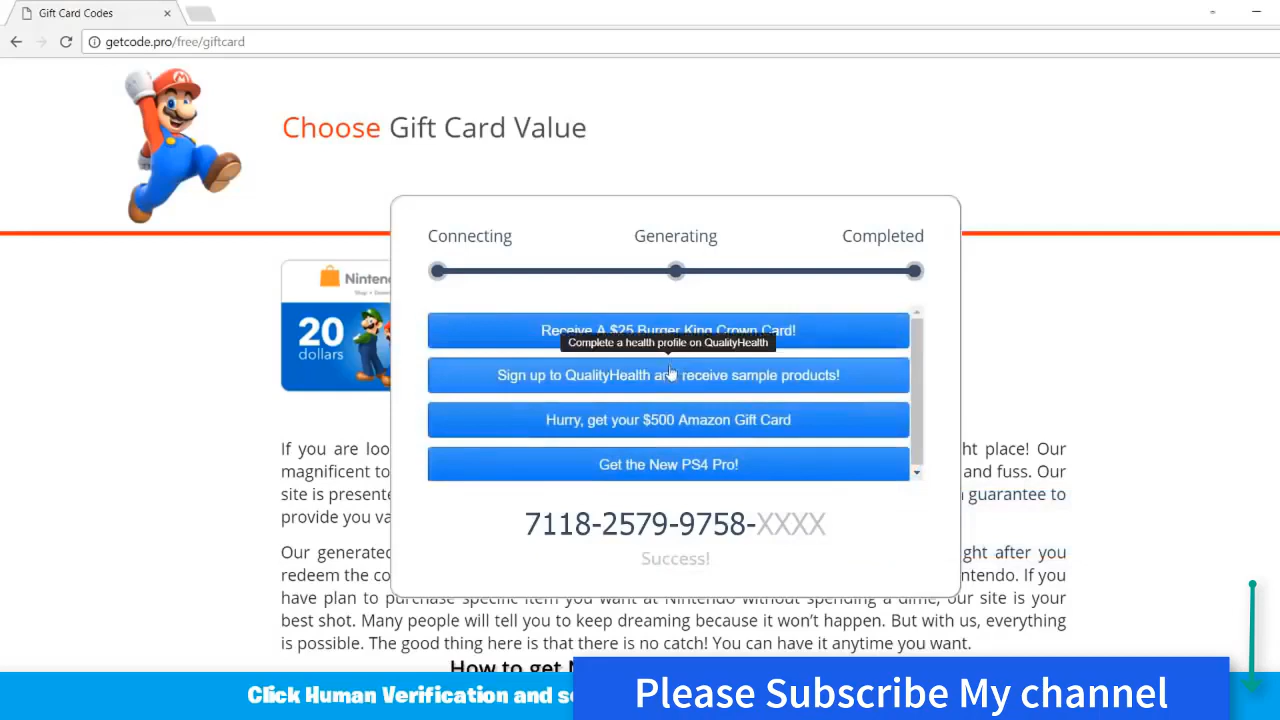 Gift Card Codes
getcode.pro/free/giftcard
Choose Gift Card Value
Connecting Generating Completed
Nintend
20
dollars
Receive A $25 Burger King Crown Card!
Complete a health profile on QualityHealth
Sign up to QualityHealth and receive sample products!
Hurry, get your $500 Amazon Gift Card
Get the New PS4 Pro!
7118-2579-9758-XXXX
Success!
If you are loo ht place! Our
magnificent to and fuss. Our
site is presente guarantee to
provide you va
Our generated ght after you
redeem the co intendo. If you
have plan to purchase specific item you want at Nintendo without spending a dime, our site is your
best shot. Many people will tell you to keep dreaming because it won't happen. But with us, everything
is possible. The good thing here is that there is no catch! You can have it anytime you want.
How to get
Click Human Verification and s
Please Subscribe My channel